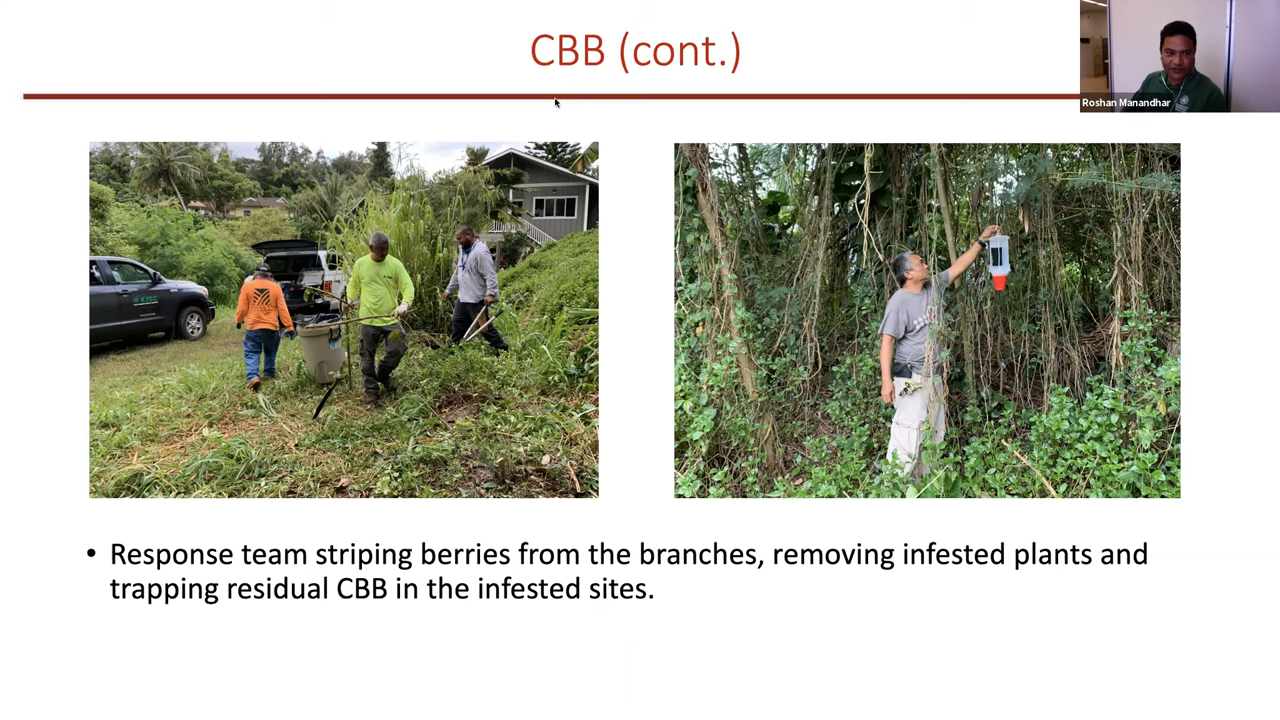 CBB (cont.)
Roshan Manandhar
KISC
• Response team striping berries from the branches, removing infested plants and
trapping residual CBB in the infested sites.